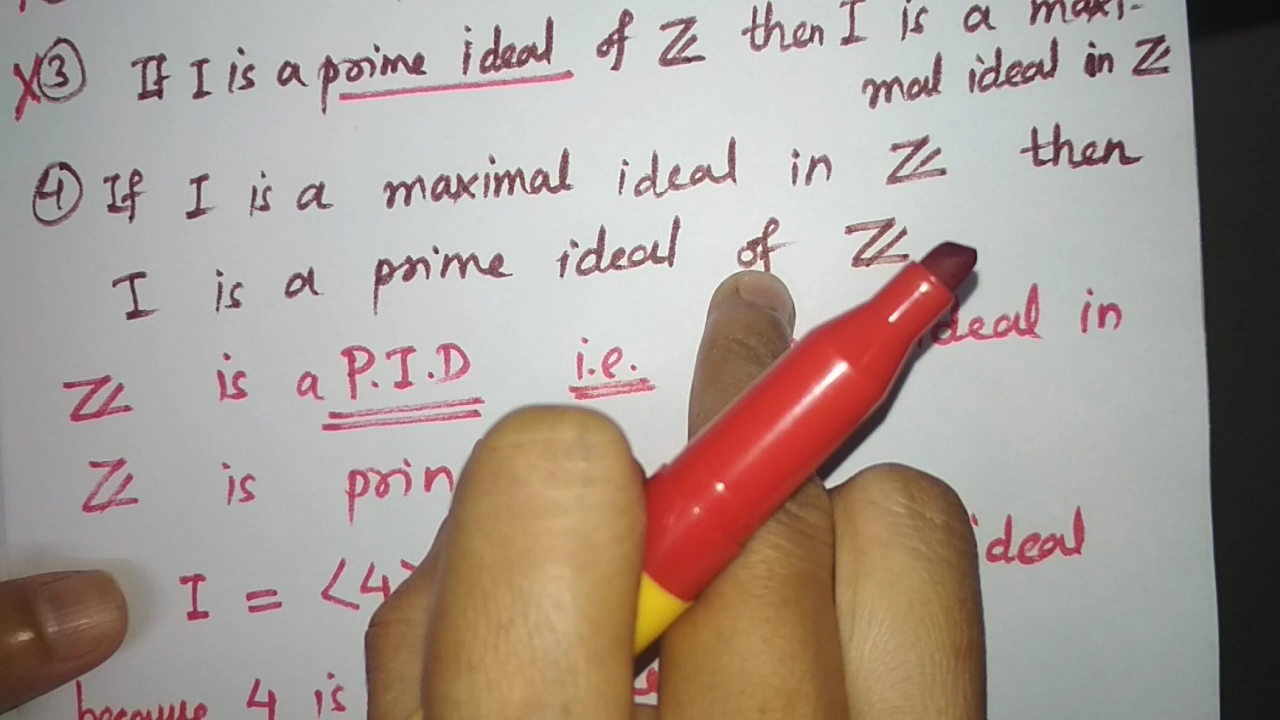 X③ If I is a prime ideal of ℤ then I is a maxi-
mal ideal in ℤ
④ If I is a maximal ideal in ℤ then
I is a prime ideal of ℤ
ℤ is a P.I.D i.e. ideal in
ℤ is prin
I = <4> ideal
because 4 is